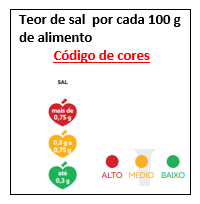 Teor de sal por cada 100 g
de alimento
Código de cores
SAL
mais de
0,75 g
0,3 g a
0,75 g
até
0,3 g
ALTO MÉDIO BAIXO